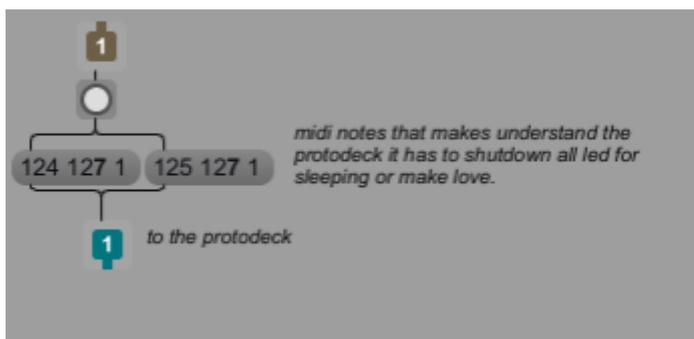 1
124 127 1 125 127 1
midi notes that makes understand the
protodeck it has to shutdown all led for
sleeping or make love.
1
to the protodeck